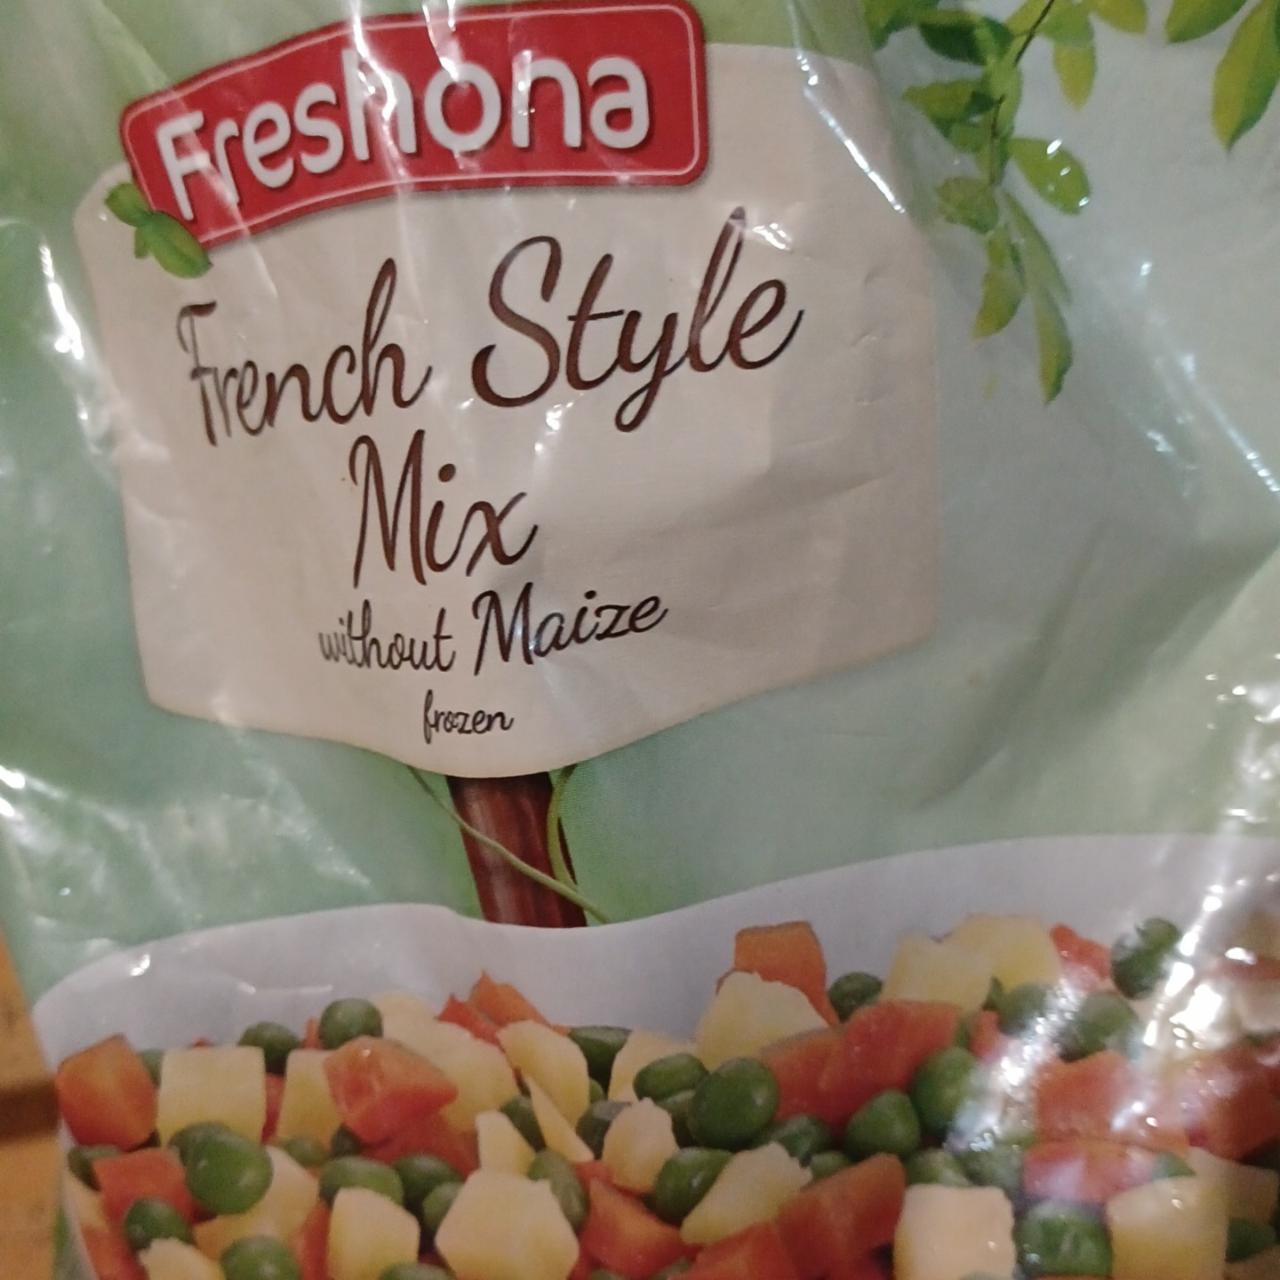 Freshona
French Style
Mix
without Maize
frozen